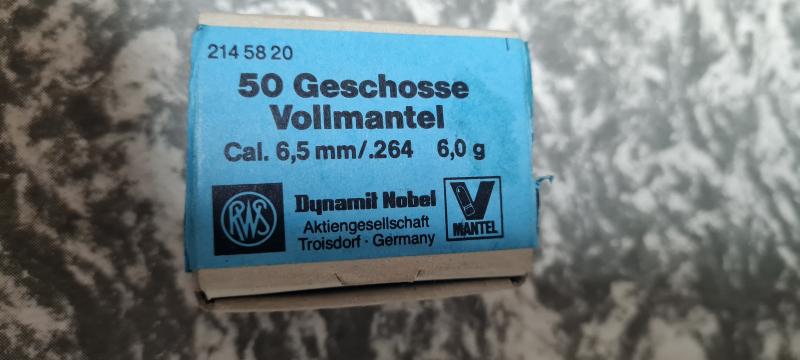 214 58 20
50 Geschosse
Vollmantel
Cal. 6,5 mm/.264 6,0 g
RWS
Dynamit Nobel
Aktiengesellschaft
Troisdorf · Germany
V
MANTEL